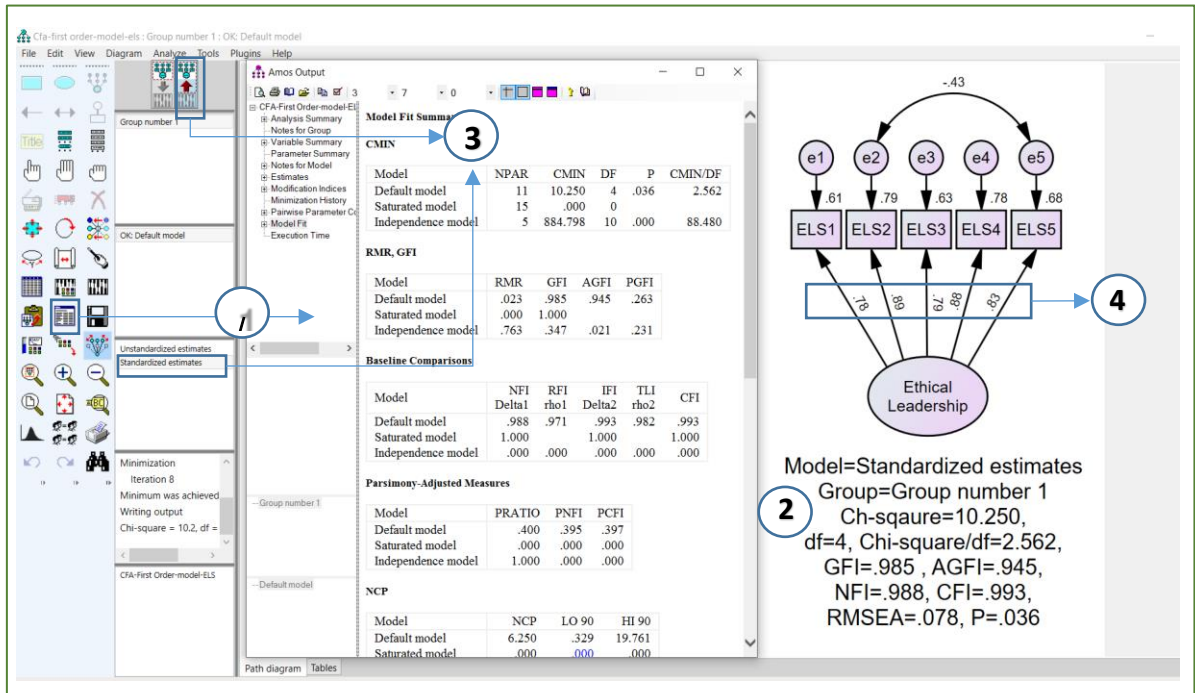 Cfa-first order-model-els : Group number 1 : OK: Default model
File Edit View Diagram Analyze Tools Plugins Help
Title
Group number 1
OK: Default model
Unstandardized estimates
Standardized estimates
Minimization
Iteration 8
Minimum was achieved
Writing output
Chi-square = 10.2, df =
CFA-First Order-model-ELS
Path diagram Tables
Amos Output
3 7 0
CFA-First Order-model-EL
Analysis Summary
Notes for Group
Variable Summary
Parameter Summary
Notes for Model
Estimates
Modification Indices
Minimization History
Pairwise Parameter Co
Model Fit
Execution Time
Group number 1
Default model
Model Fit Summa
CMIN
Model NPAR CMIN DF P CMIN/DF
Default model 11 10.250 4 .036 2.562
Saturated model 15 .000 0
Independence model 5 884.798 10 .000 88.480
RMR, GFI
Model RMR GFI AGFI PGFI
Default model .023 .985 .945 .263
Saturated model .000 1.000
Independence model .763 .347 .021 .231
Baseline Comparisons
Model NFI Delta1 RFI rho1 IFI Delta2 TLI rho2 CFI
Default model .988 .971 .993 .982 .993
Saturated model 1.000 1.000 1.000
Independence model .000 .000 .000 .000 .000
Parsimony-Adjusted Measures
Model PRATIO PNFI PCFI
Default model .400 .395 .397
Saturated model .000 .000 .000
Independence model 1.000 .000 .000
NCP
Model NCP LO 90 HI 90
Default model 6.250 .329 19.761
Saturated model .000 .000 .000
1
3
2
4
-.43
e1 e2 e3 e4 e5
.61 .79 .63 .78 .68
ELS1 ELS2 ELS3 ELS4 ELS5
.78 .89 .79 .88 .83
Ethical
Leadership
Model=Standardized estimates
Group=Group number 1
Ch-sqaure=10.250,
df=4, Chi-square/df=2.562,
GFI=.985 , AGFI=.945,
NFI=.988, CFI=.993,
RMSEA=.078, P=.036